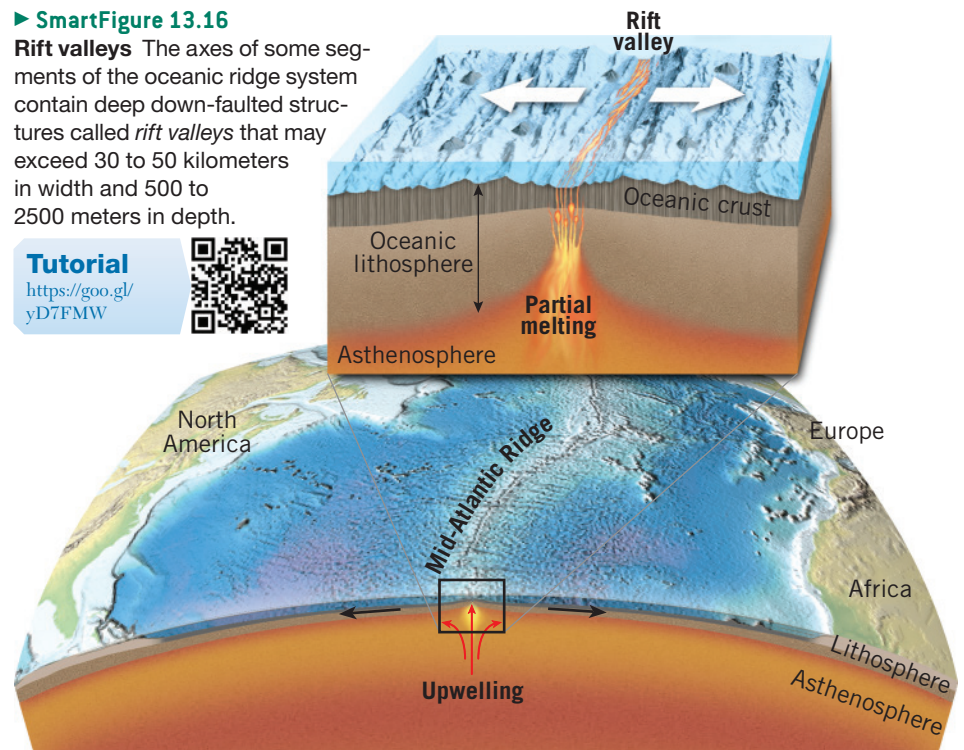 ► SmartFigure 13.16
Rift valleys The axes of some seg-
ments of the oceanic ridge system
contain deep down-faulted struc-
tures called rift valleys that may
exceed 30 to 50 kilometers
in width and 500 to
2500 meters in depth.
Tutorial
https://goo.gl/
yD7FMW
Rift
valley
Oceanic crust
Oceanic
lithosphere
Partial
melting
Asthenosphere
North
America
Mid-Atlantic Ridge
Europe
Africa
Lithosphere
Asthenosphere
Upwelling